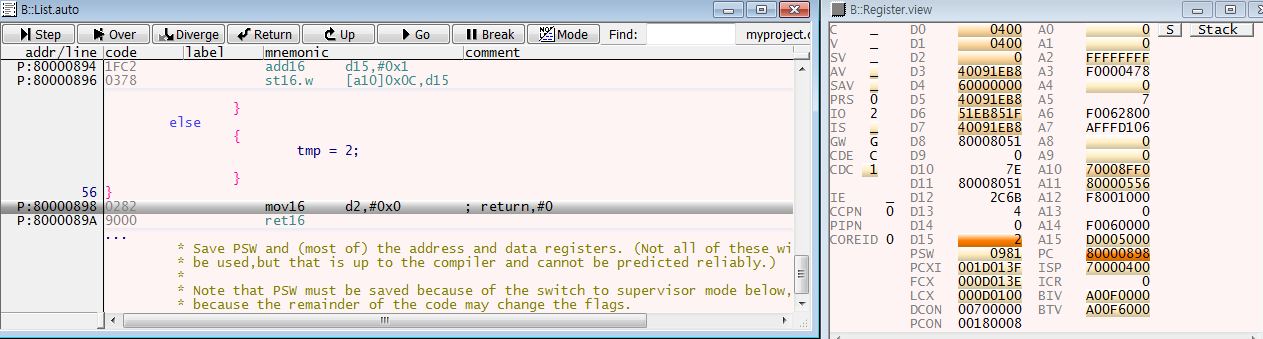 B::List.auto
Step Over Diverge Return Up Go Break Mode Find: myproject.c
addr/line code label mnemonic comment
P:80000894 1FC2 add16 d15,#0x1
P:80000896 0378 st16.w [a10]0x0C,d15
}
else
{
tmp = 2;
}
56 }
P:80000898 0282 mov16 d2,#0x0 ; return,#0
P:8000089A 9000 ret16
...
* Save PSW and (most of) the address and data registers. (Not all of these wi
* be used,but that is up to the compiler and cannot be predicted reliably.)
*
* Note that PSW must be saved because of the switch to supervisor mode below,
* because the remainder of the code may change the flags.
B::Register.view
C _ D0 0400 A0 0 S Stack
V _ D1 0400 A1 0
SV _ D2 0 A2 FFFFFFFF
AV _ D3 40091EB8 A3 F0000478
SAV _ D4 60000000 A4 0
PRS 0 D5 40091EB8 A5 7
IO 2 D6 51EB851F A6 F0062800
IS _ D7 40091EB8 A7 AFFFD106
GW G D8 80008051 A8 0
CDE C D9 0 A9 0
CDC 1 D10 7E A10 70008FF0
D11 80008051 A11 80000556
IE _ D12 2C6B A12 F8001000
CCPN 0 D13 4 A13 0
PIPN D14 0 A14 F0060000
COREID 0 D15 2 A15 D0005000
PSW 0981 PC 80000898
PCXI 001D013F ISP 70000400
FCX 000D013E ICR 0
LCX 000D0100 BIV A00F0000
DCON 00700000 BTV A00F6000
PCON 00180008